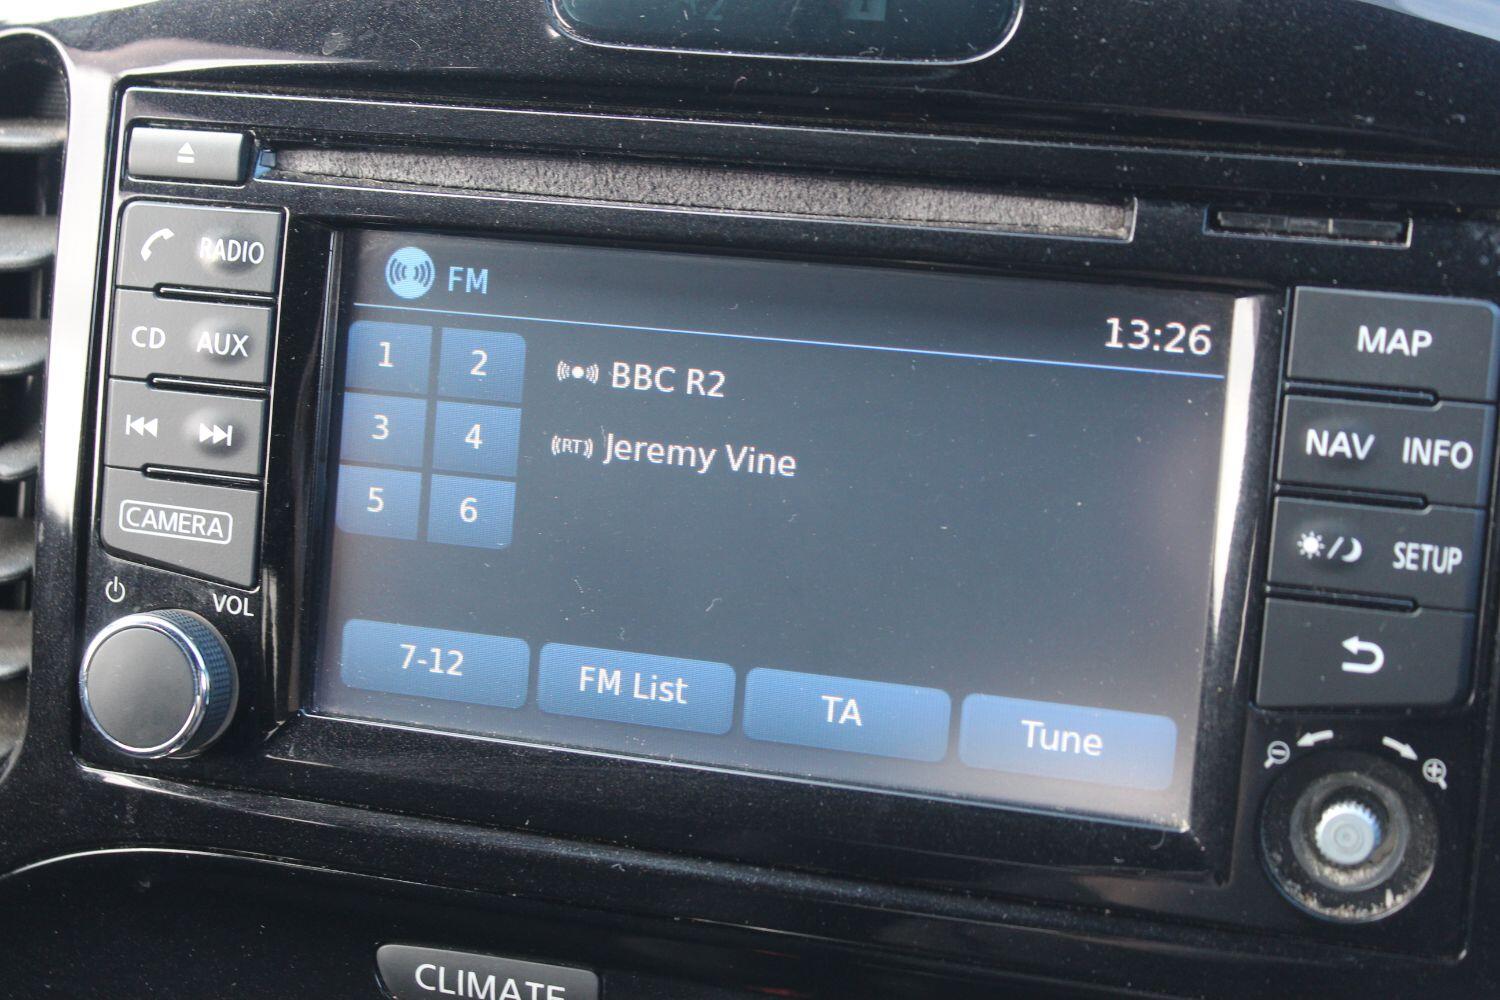 RADIO
CD AUX
CAMERA
VOL
FM
13:26
1 2
3 4
5 6
BBC R2
RT Jeremy Vine
7-12 FM List TA Tune
MAP
NAV INFO
SETUP
CLIMATE